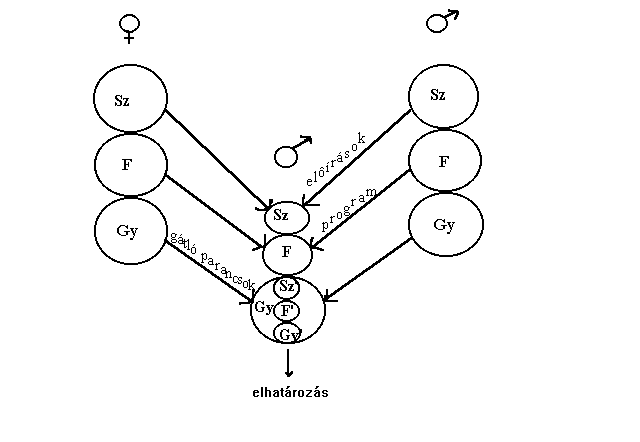 Sz
Sz
F
F
Gy
Gy
előírások
program
gátló parancsok
Sz
F
Sz
Gy
F'
Gy'
elhatározás